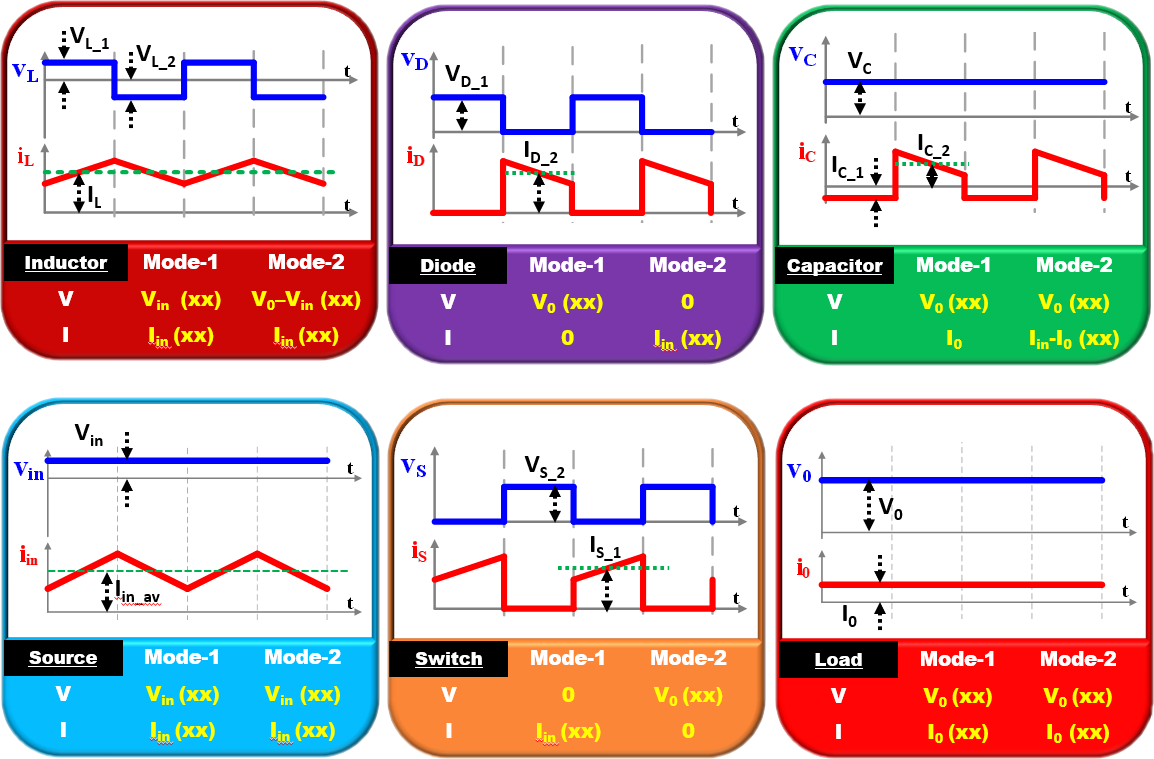 V_L_1
V_L_2
v_L
t
i_L
I_L
t
Inductor Mode-1 Mode-2
V V_in (xx) V_0–V_in (xx)
I I_in (xx) I_in (xx)
v_D
V_D_1
t
i_D
I_D_2
t
Diode Mode-1 Mode-2
V V_0 (xx) 0
I 0 I_in (xx)
v_C
V_C
t
i_C
I_C_1
I_C_2
t
Capacitor Mode-1 Mode-2
V V_0 (xx) V_0 (xx)
I I_0 I_in-I_0 (xx)
V_in
v_in
t
i_in
I_in_av
t
Source Mode-1 Mode-2
V V_in (xx) V_in (xx)
I I_in (xx) I_in (xx)
v_S
V_S_2
t
i_S
I_S_1
t
Switch Mode-1 Mode-2
V 0 V_0 (xx)
I I_in (xx) 0
v_0
V_0
t
i_0
I_0
t
Load Mode-1 Mode-2
V V_0 (xx) V_0 (xx)
I I_0 (xx) I_0 (xx)